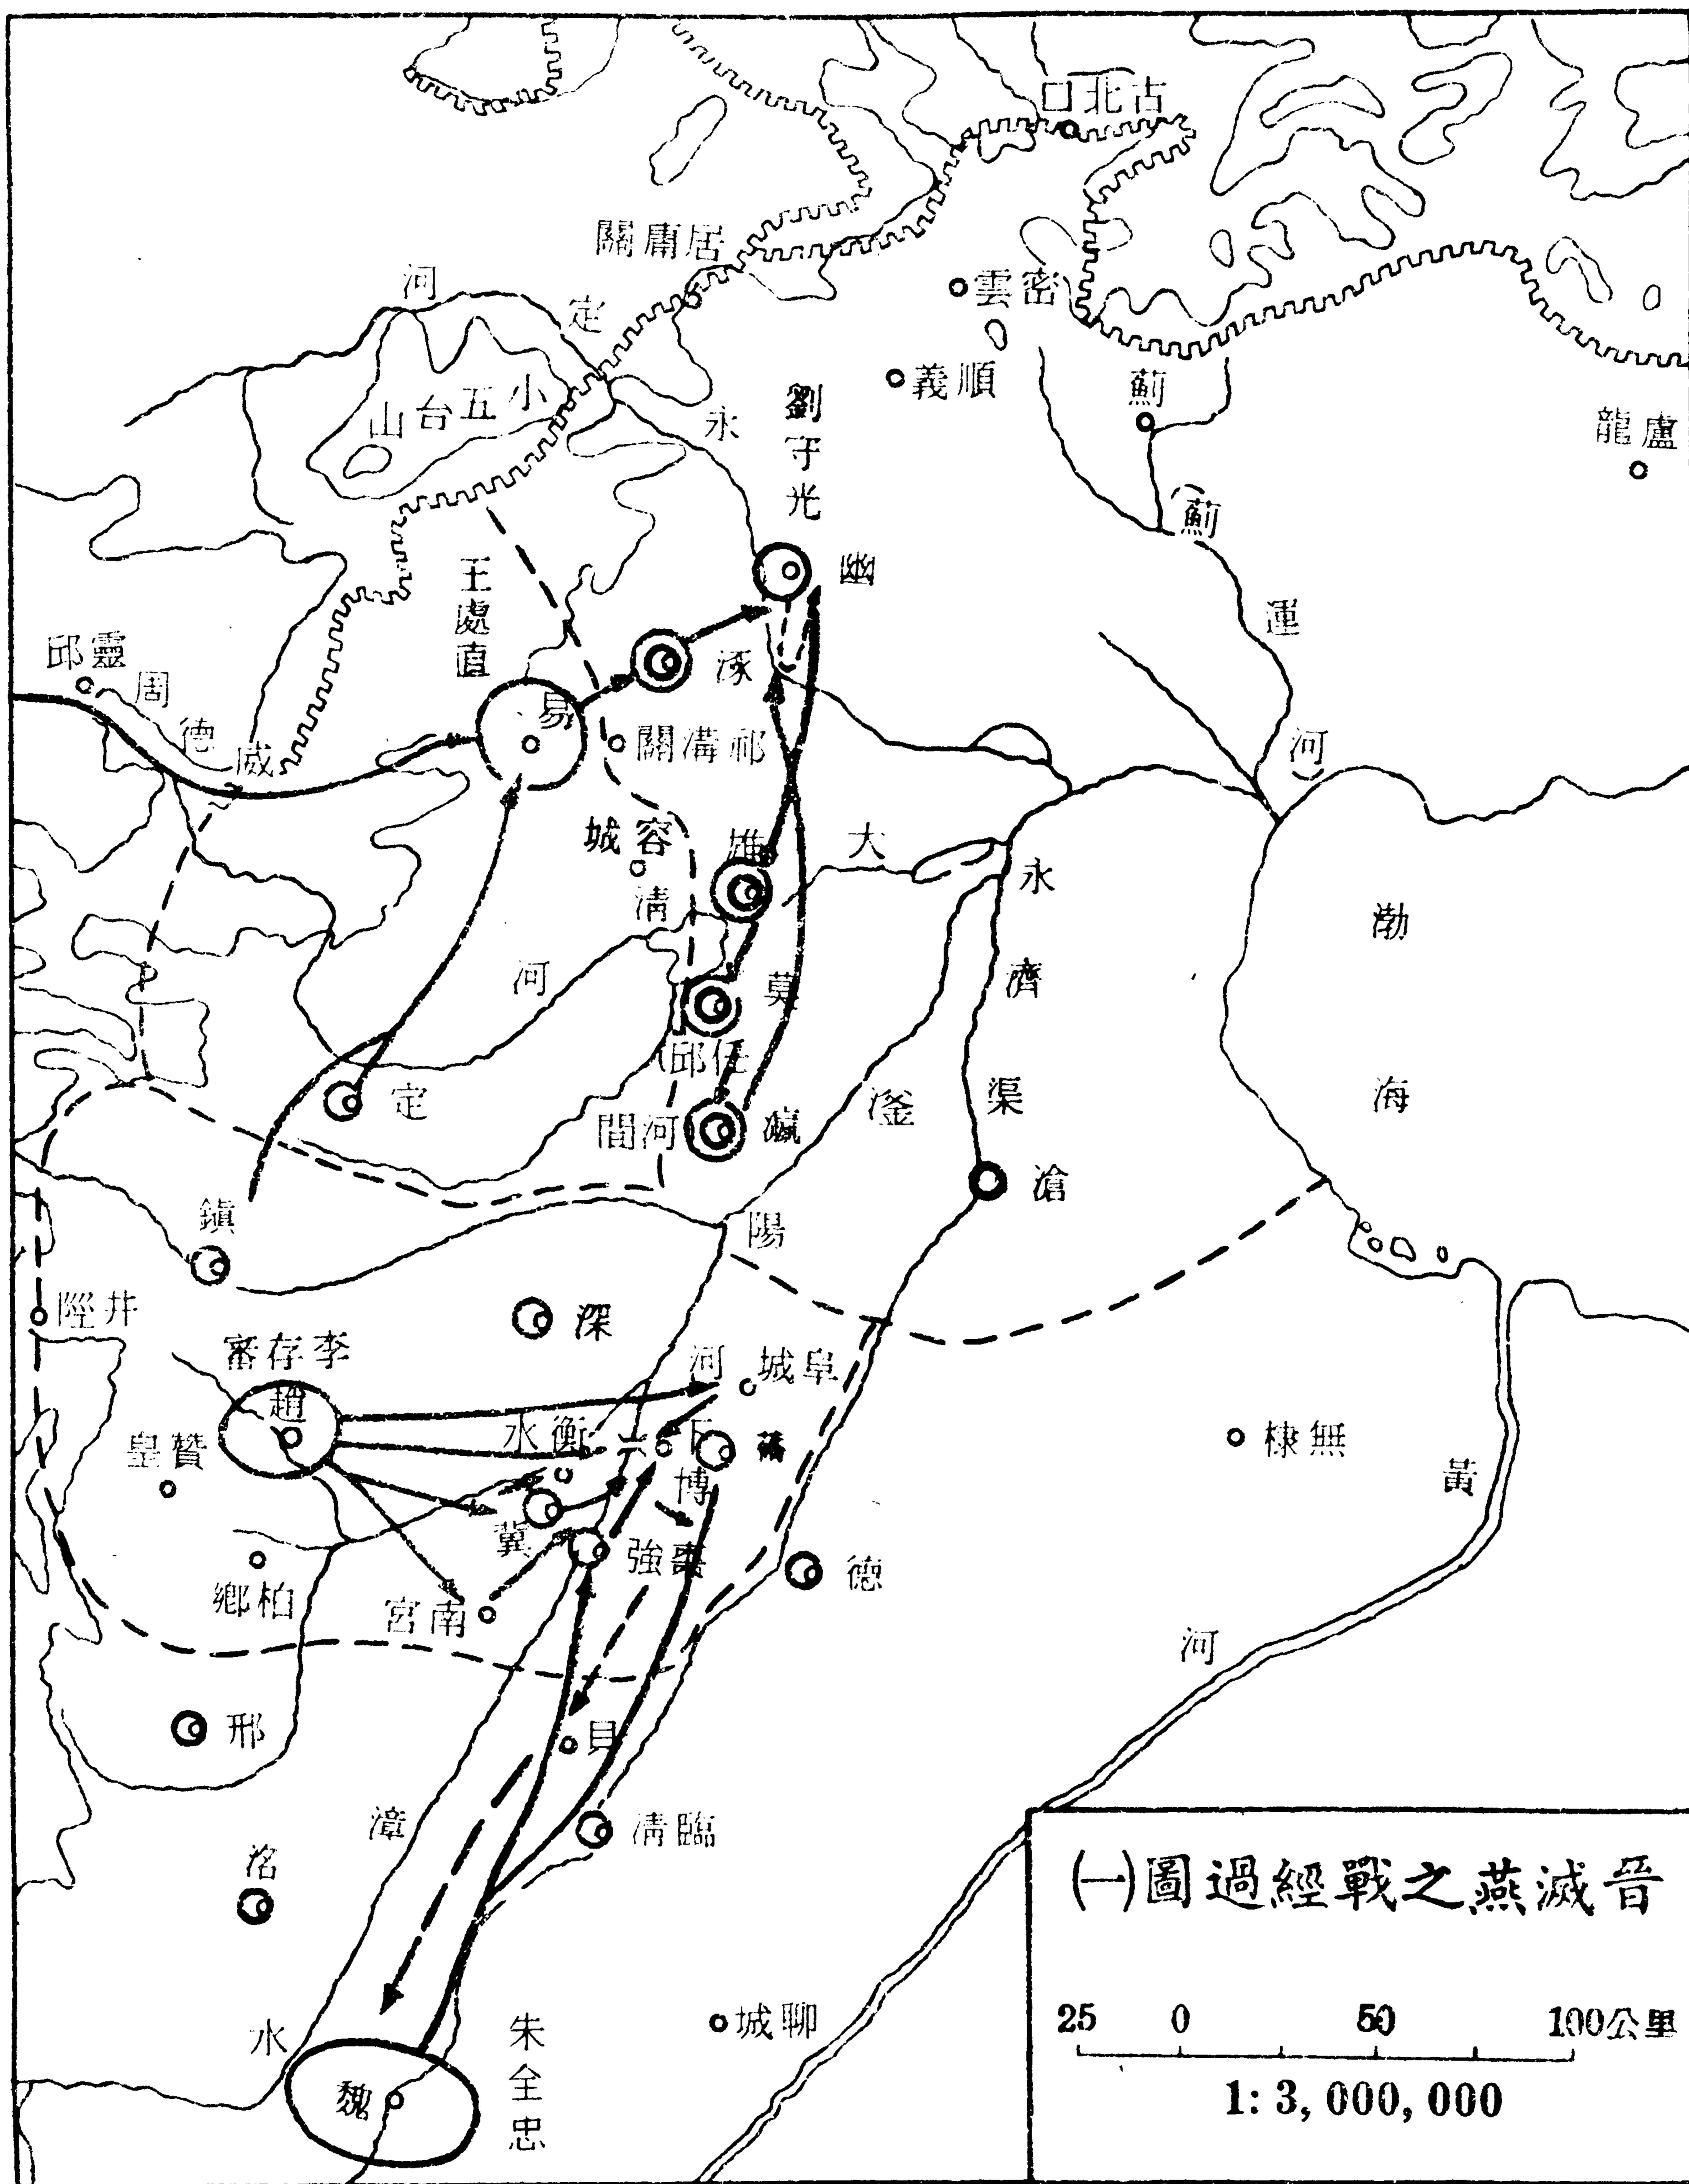 古北口
居庸關
密雲
順義
薊
盧龍
河
定
永
小五台山
劉守光
幽
薊
運
河
王處直
靈邱
周德威
易
涿
祁溝關
容城
雄
大
清
河
永
濟
渠
渤
海
莫
任邱
定
河間
瀛
滏
滄
陽
鎮
井陘
深
李存審
趙
河
阜城
衡水
下博
蓨
贊皇
無棣
黃
冀
棗強
德
柏鄉
南宮
河
邢
貝
漳
臨清
洺
水
朱全忠
聊城
魏
晉滅燕之戰經過圖(一)
25 0 50 100公里
1:3,000,000